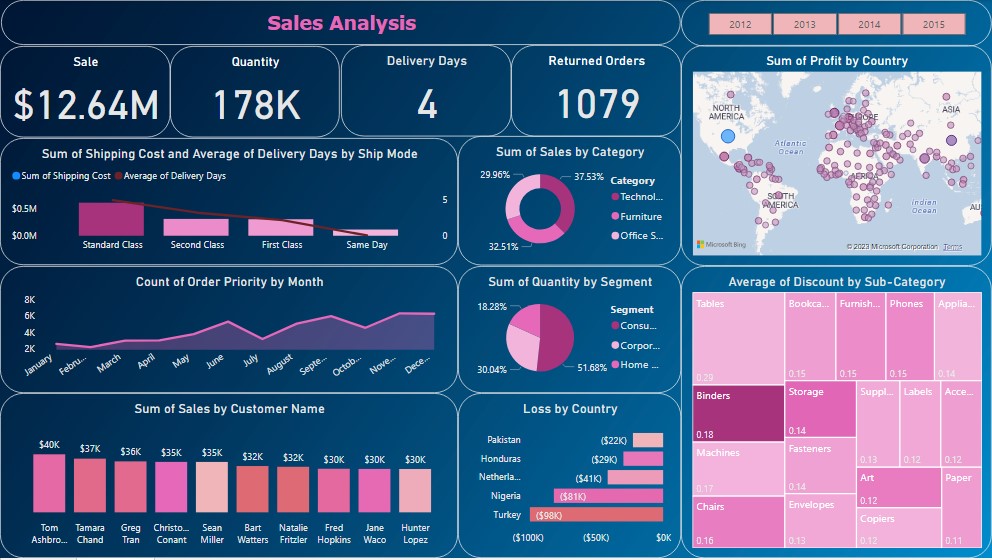 Sales Analysis
2012 2013 2014 2015
Sale
$12.64M
Quantity
178K
Delivery Days
4
Returned Orders
1079
Sum of Profit by Country
NORTH
AMERICA
EUROPE
ASIA
Atlantic
Ocean
AFRICA
SOUTH
AMERICA
Indian
Ocean
AU
Microsoft Bing
© 2023 Microsoft Corporation Terms
Sum of Shipping Cost and Average of Delivery Days by Ship Mode
Sum of Shipping Cost Average of Delivery Days
$0.5M
$0.0M
5
0
Standard Class Second Class First Class Same Day
Sum of Sales by Category
29.96%
37.53%
32.51%
Category
Technol...
Furniture
Office S...
Count of Order Priority by Month
8K
6K
4K
2K
January Febru... March April May June July August Septe... Octob... Nove... Dece...
Sum of Quantity by Segment
18.28%
30.04%
51.68%
Segment
Consu...
Corpor...
Home ...
Average of Discount by Sub-Category
Tables
0.29
Bookca...
0.15
Furnish...
0.15
Phones
0.15
Applia...
0.14
Binders
0.18
Storage
0.14
Suppl...
0.13
Labels
0.12
Acce...
0.12
Machines
0.17
Fasteners
0.14
Art
0.12
Paper
0.11
Chairs
0.16
Envelopes
0.13
Copiers
0.12
Sum of Sales by Customer Name
$40K $37K $36K $35K $35K $32K $32K $30K $30K $30K
Tom Tamara Greg Christo... Sean Bart Natalie Fred Jane Hunter
Ashbro... Chand Tran Conant Miller Watters Fritzler Hopkins Waco Lopez
Loss by Country
Pakistan ($22K)
Honduras ($29K)
Netherla... ($41K)
Nigeria ($81K)
Turkey ($98K)
($100K) ($50K) $0K